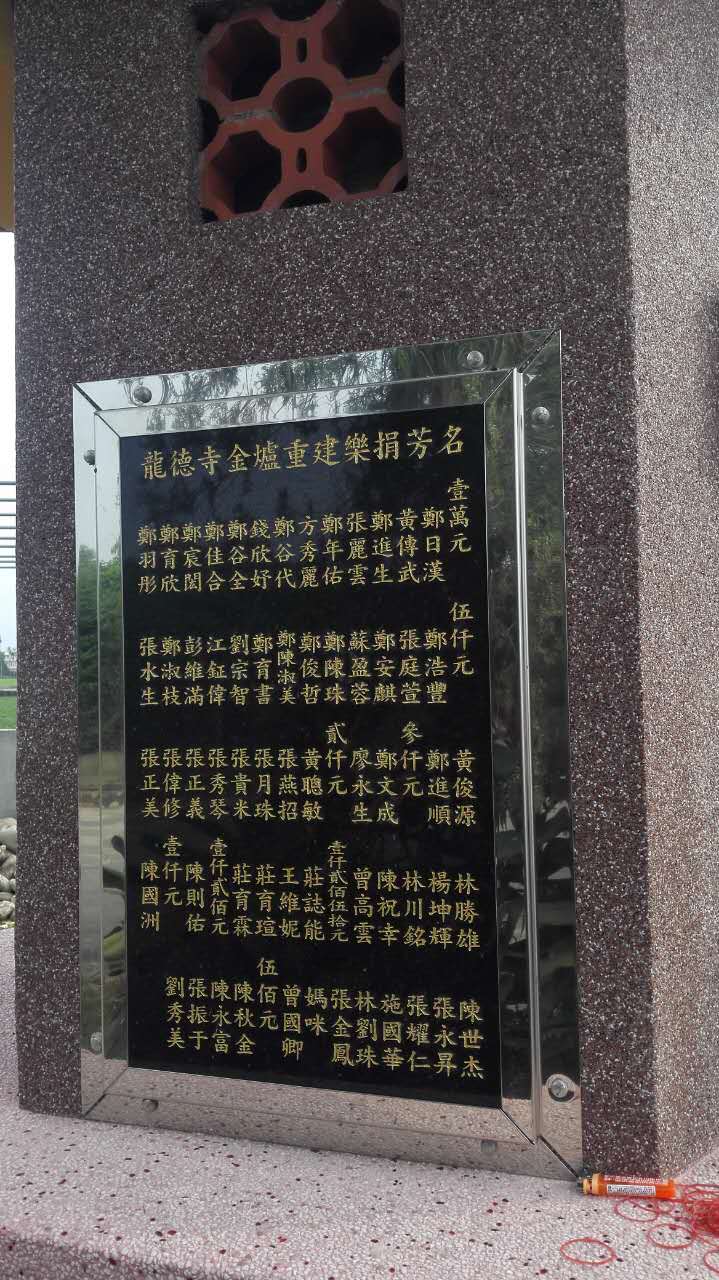 龍德寺金爐重建樂捐芳名
壹萬元
鄭日漢
黃傳武
鄭進生
張麗雲
鄭年佑
方秀麗
鄭谷代
錢欣妤
鄭谷全
鄭佳合
鄭宸閎
鄭育欣
鄭羽彤
伍仟元
鄭浩豐
張庭萱
鄭安麒
蘇盈蓉
鄭陳珠
鄭俊哲
鄭陳淑美
鄭育書
劉宗智
江鉦偉
彭維滿
鄭淑枝
張水生
黃俊源
鄭進順
參仟元
鄭文成
廖永生
貳仟元
黃聰敏
張燕招
張月珠
張貴米
張秀琴
張正義
張偉修
張正美
林勝雄
楊坤輝
林川銘
陳祝幸
曾高雲
壹仟貳佰伍拾元
莊誌能
王維妮
莊育瑄
莊育霖
壹仟貳佰元
陳則佑
壹仟元
陳國洲
陳世杰
張永昇
張耀仁
施國華
林劉珠
張金鳳
媽咪
曾國卿
伍佰元
陳秋金
陳永富
張振于
劉秀美